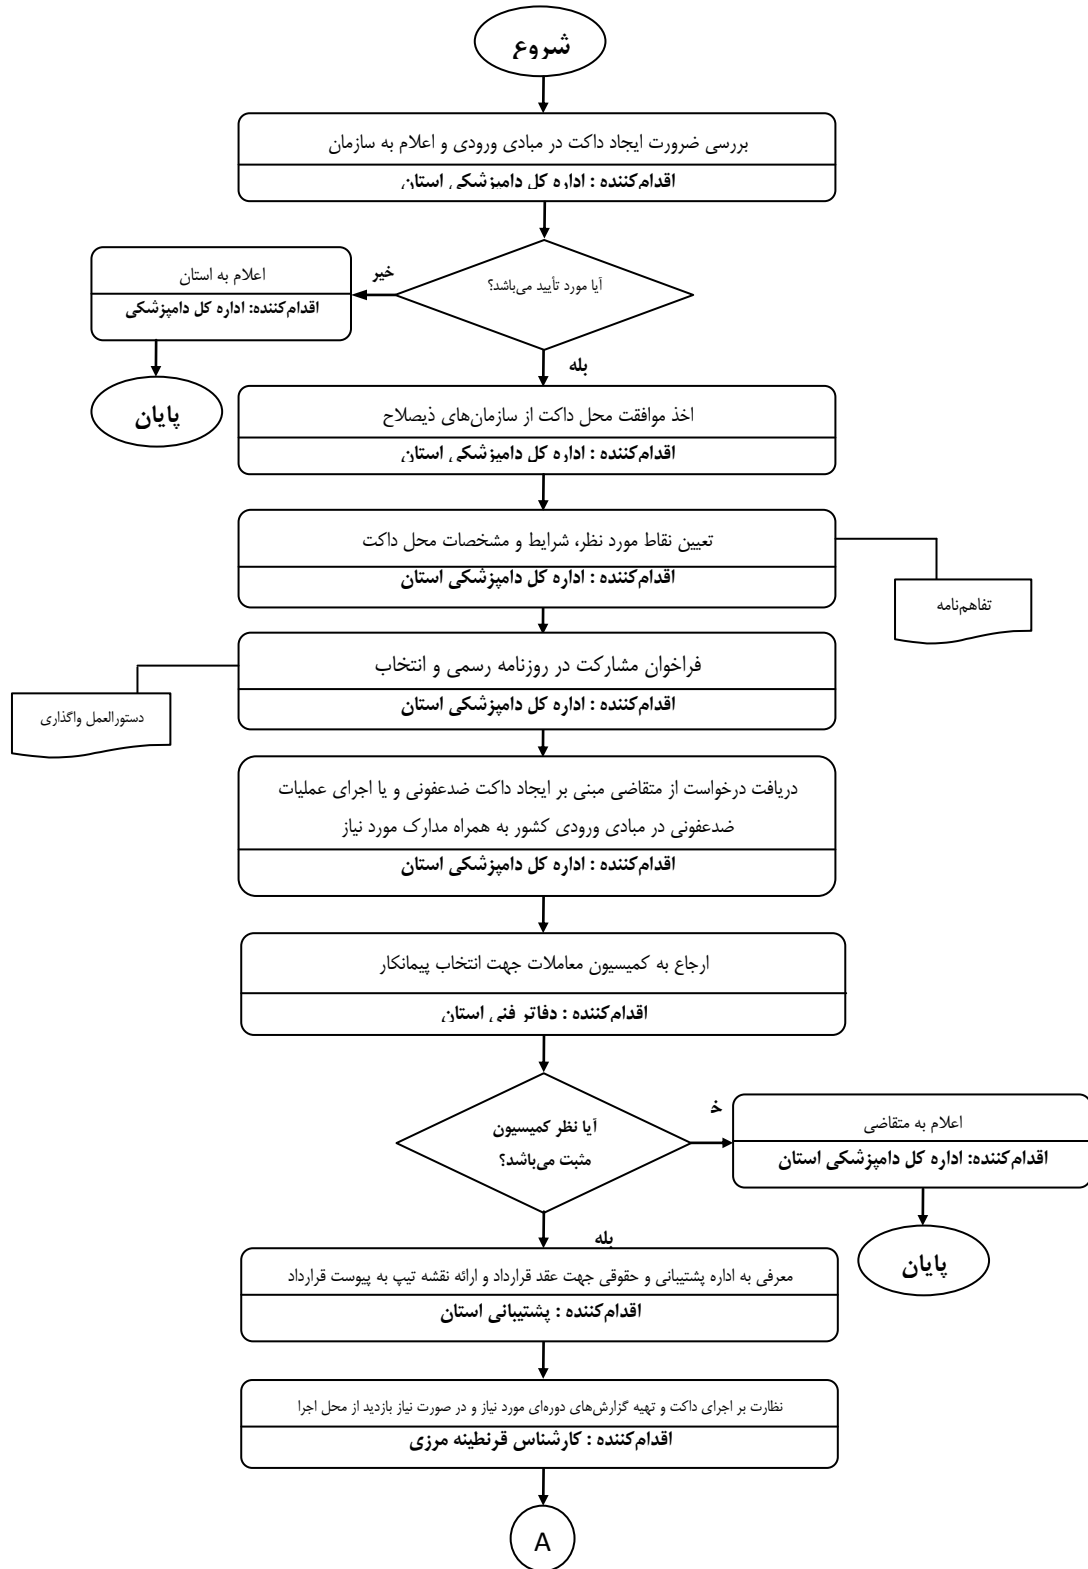 شروع
بررسی ضرورت ایجاد داکت در مبادی ورودی و اعلام به سازمان
اقدام‌کننده : اداره کل دامپزشکی استان
آیا مورد تأیید می‌باشد؟
خیر
اعلام به استان
اقدام‌کننده: اداره کل دامپزشکی
پایان
بله
اخذ موافقت محل داکت از سازمان‌های ذیصلاح
اقدام‌کننده : اداره کل دامپزشکی استان
تعیین نقاط مورد نظر، شرایط و مشخصات محل داکت
اقدام‌کننده : اداره کل دامپزشکی استان
تفاهم‌نامه
فراخوان مشارکت در روزنامه رسمی و انتخاب
اقدام‌کننده : اداره کل دامپزشکی استان
دستورالعمل واگذاری
دریافت درخواست از متقاضی مبنی بر ایجاد داکت ضدعفونی و یا اجرای عملیات
ضدعفونی در مبادی ورودی کشور به همراه مدارک مورد نیاز
اقدام‌کننده : اداره کل دامپزشکی استان
ارجاع به کمیسیون معاملات جهت انتخاب پیمانکار
اقدام‌کننده : دفاتر فنی استان
آیا نظر کمیسیون
مثبت می‌باشد؟
خ
اعلام به متقاضی
اقدام‌کننده: اداره کل دامپزشکی استان
پایان
بله
معرفی به اداره پشتیبانی و حقوقی جهت عقد قرارداد و ارائه نقشه تیپ به پیوست قرارداد
اقدام‌کننده : پشتیبانی استان
نظارت بر اجرای داکت و تهیه گزارش‌های دوره‌ای مورد نیاز و در صورت نیاز بازدید از محل اجرا
اقدام‌کننده : کارشناس قرنطینه مرزی
A